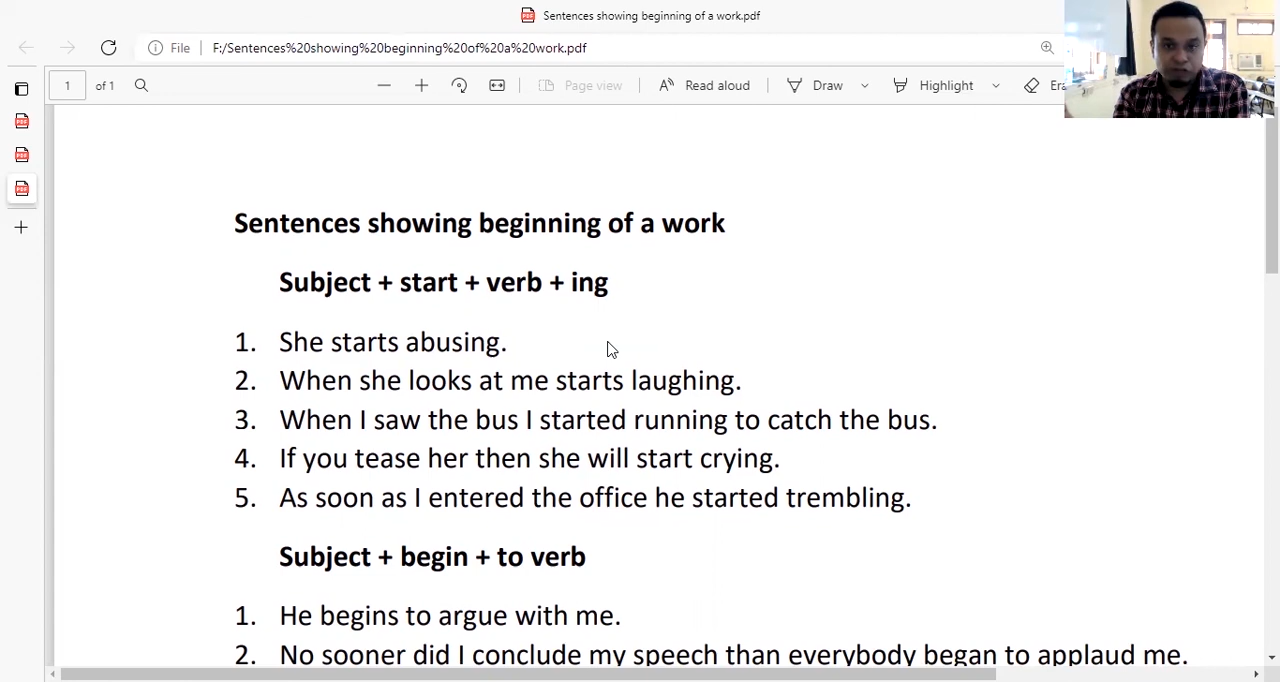 Sentences showing beginning of a work.pdf
File F:/Sentences%20showing%20beginning%20of%20a%20work.pdf
1 of 1 Page view Read aloud Draw Highlight
Sentences showing beginning of a work
Subject + start + verb + ing
1. She starts abusing.
2. When she looks at me starts laughing.
3. When I saw the bus I started running to catch the bus.
4. If you tease her then she will start crying.
5. As soon as I entered the office he started trembling.
Subject + begin + to verb
1. He begins to argue with me.
2. No sooner did I conclude my speech than everybody began to applaud me.